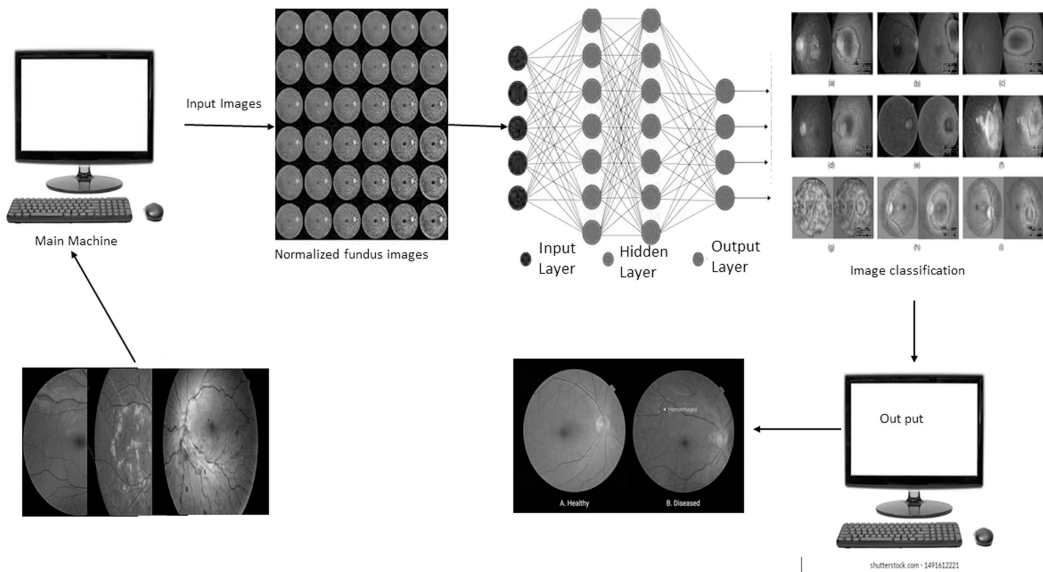 Main Machine
Input Images
Normalized fundus images
Input
Layer
Hidden
Layer
Output
Layer
(a)
(b)
(c)
(d)
(e)
(f)
(g)
(h)
(i)
Image classification
Out put
Hemorrhages
A. Healthy
B. Diseased
shutterstock.com - 1491612221